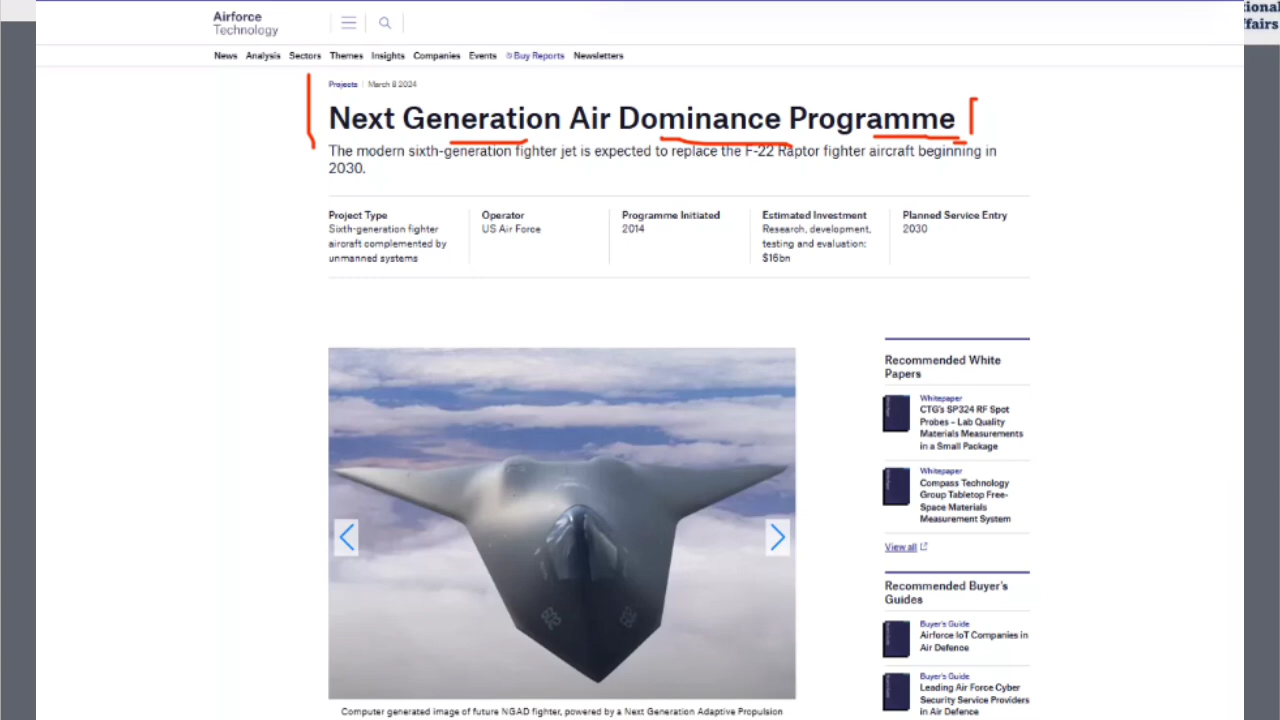 tional
ffairs
Airforce
Technology
News Analysis Sectors Themes Insights Companies Events Buy Reports Newsletters
Projects | March 8 2024
Next Generation Air Dominance Programme
The modern sixth-generation fighter jet is expected to replace the F-22 Raptor fighter aircraft beginning in
2030.
Project Type
Sixth-generation fighter
aircraft complemented by
unmanned systems
Operator
US Air Force
Programme Initiated
2014
Estimated Investment
Research, development,
testing and evaluation:
$16bn
Planned Service Entry
2030
Computer generated image of future NGAD fighter, powered by a Next Generation Adaptive Propulsion
Recommended White
Papers
Whitepaper
CTG's SP324 RF Spot
Probes – Lab Quality
Materials Measurements
in a Small Package
Whitepaper
Compass Technology
Group Tabletop Free-
Space Materials
Measurement System
View all
Recommended Buyer's
Guides
Buyer's Guide
Airforce IoT Companies in
Air Defence
Buyer's Guide
Leading Air Force Cyber
Security Service Providers
in Air Defence